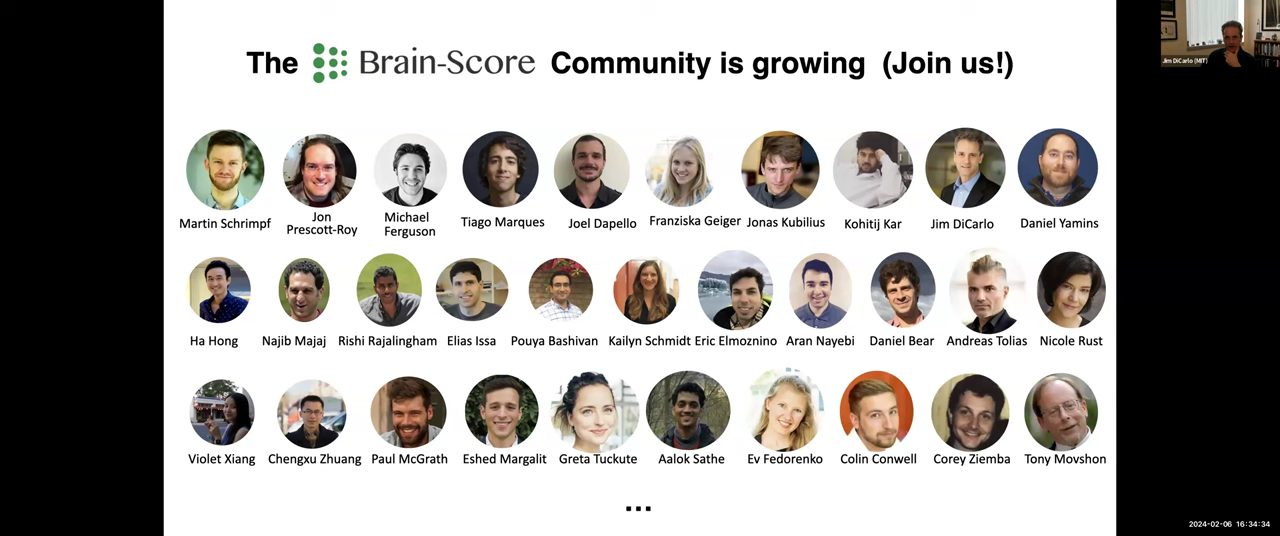 The Brain-Score Community is growing (Join us!)
Jim DiCarlo (MIT)
Martin Schrimpf
Jon
Prescott-Roy
Michael
Ferguson
Tiago Marques
Joel Dapello
Franziska Geiger
Jonas Kubilius
Kohitij Kar
Jim DiCarlo
Daniel Yamins
Ha Hong
Najib Majaj
Rishi Rajalingham
Elias Issa
Pouya Bashivan
Kailyn Schmidt
Eric Elmoznino
Aran Nayebi
Daniel Bear
Andreas Tolias
Nicole Rust
Violet Xiang
Chengxu Zhuang
Paul McGrath
Eshed Margalit
Greta Tuckute
Aalok Sathe
Ev Fedorenko
Colin Conwell
Corey Ziemba
Tony Movshon
...
2024-02-06 16:34:34